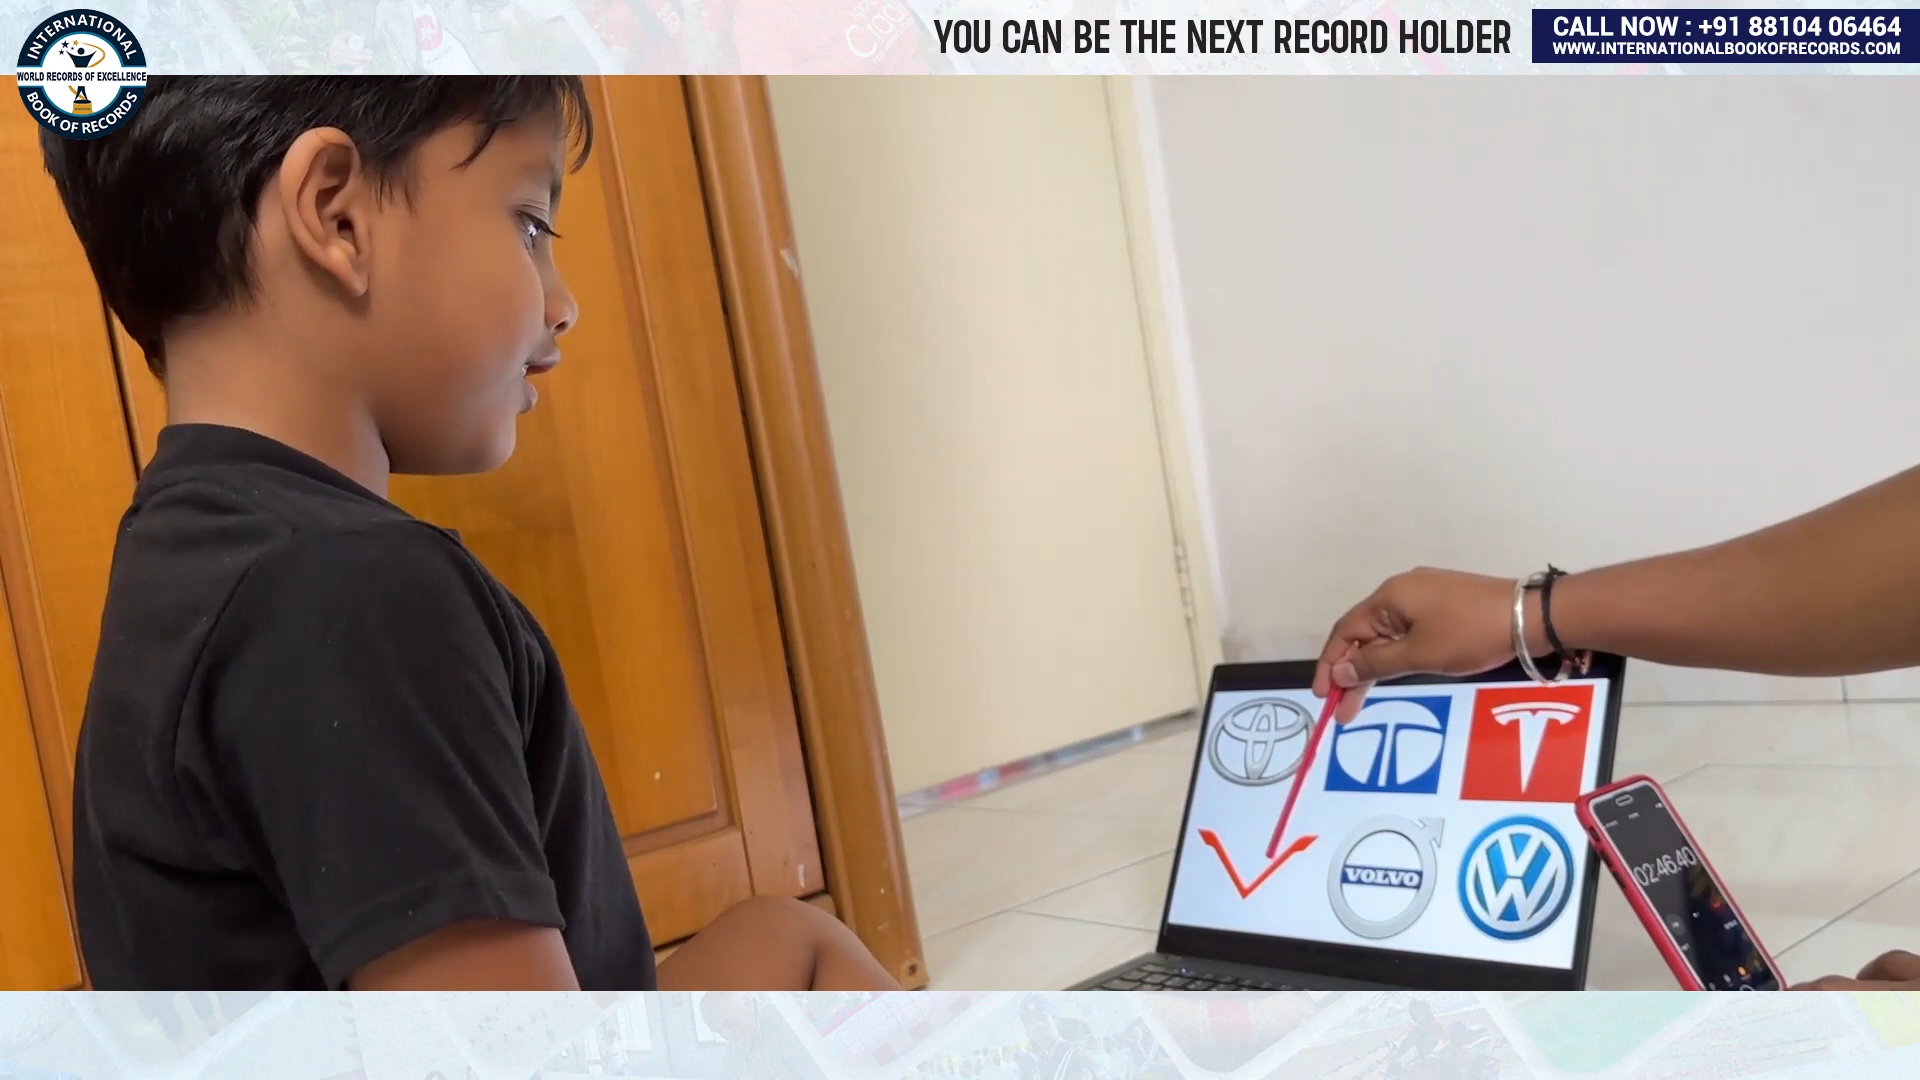 INTERNATIONAL
WORLD RECORDS OF EXCELLENCE
BOOK OF RECORDS
YOU CAN BE THE NEXT RECORD HOLDER
CALL NOW : +91 88104 06464
WWW.INTERNATIONALBOOKOFRECORDS.COM
VOLVO
02:46.40